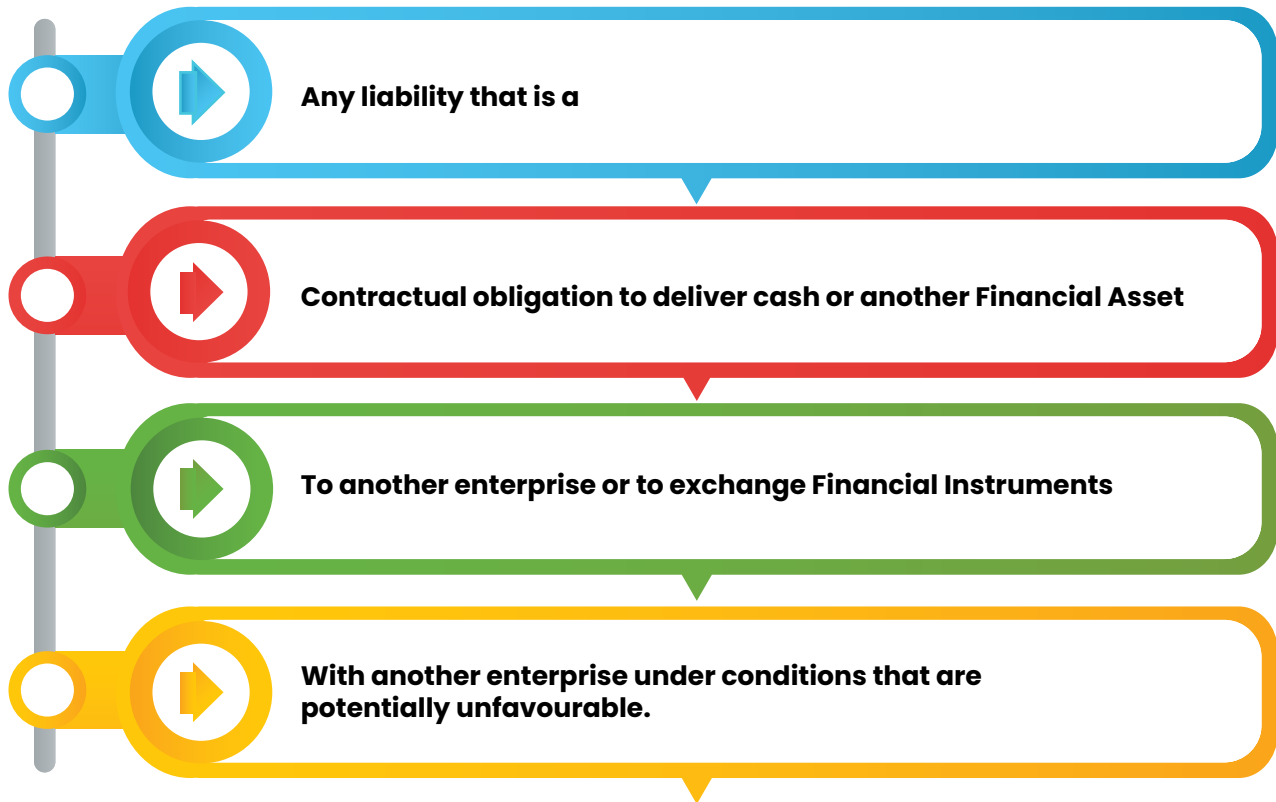 Any liability that is a
Contractual obligation to deliver cash or another Financial Asset
To another enterprise or to exchange Financial Instruments
With another enterprise under conditions that are
potentially unfavourable.